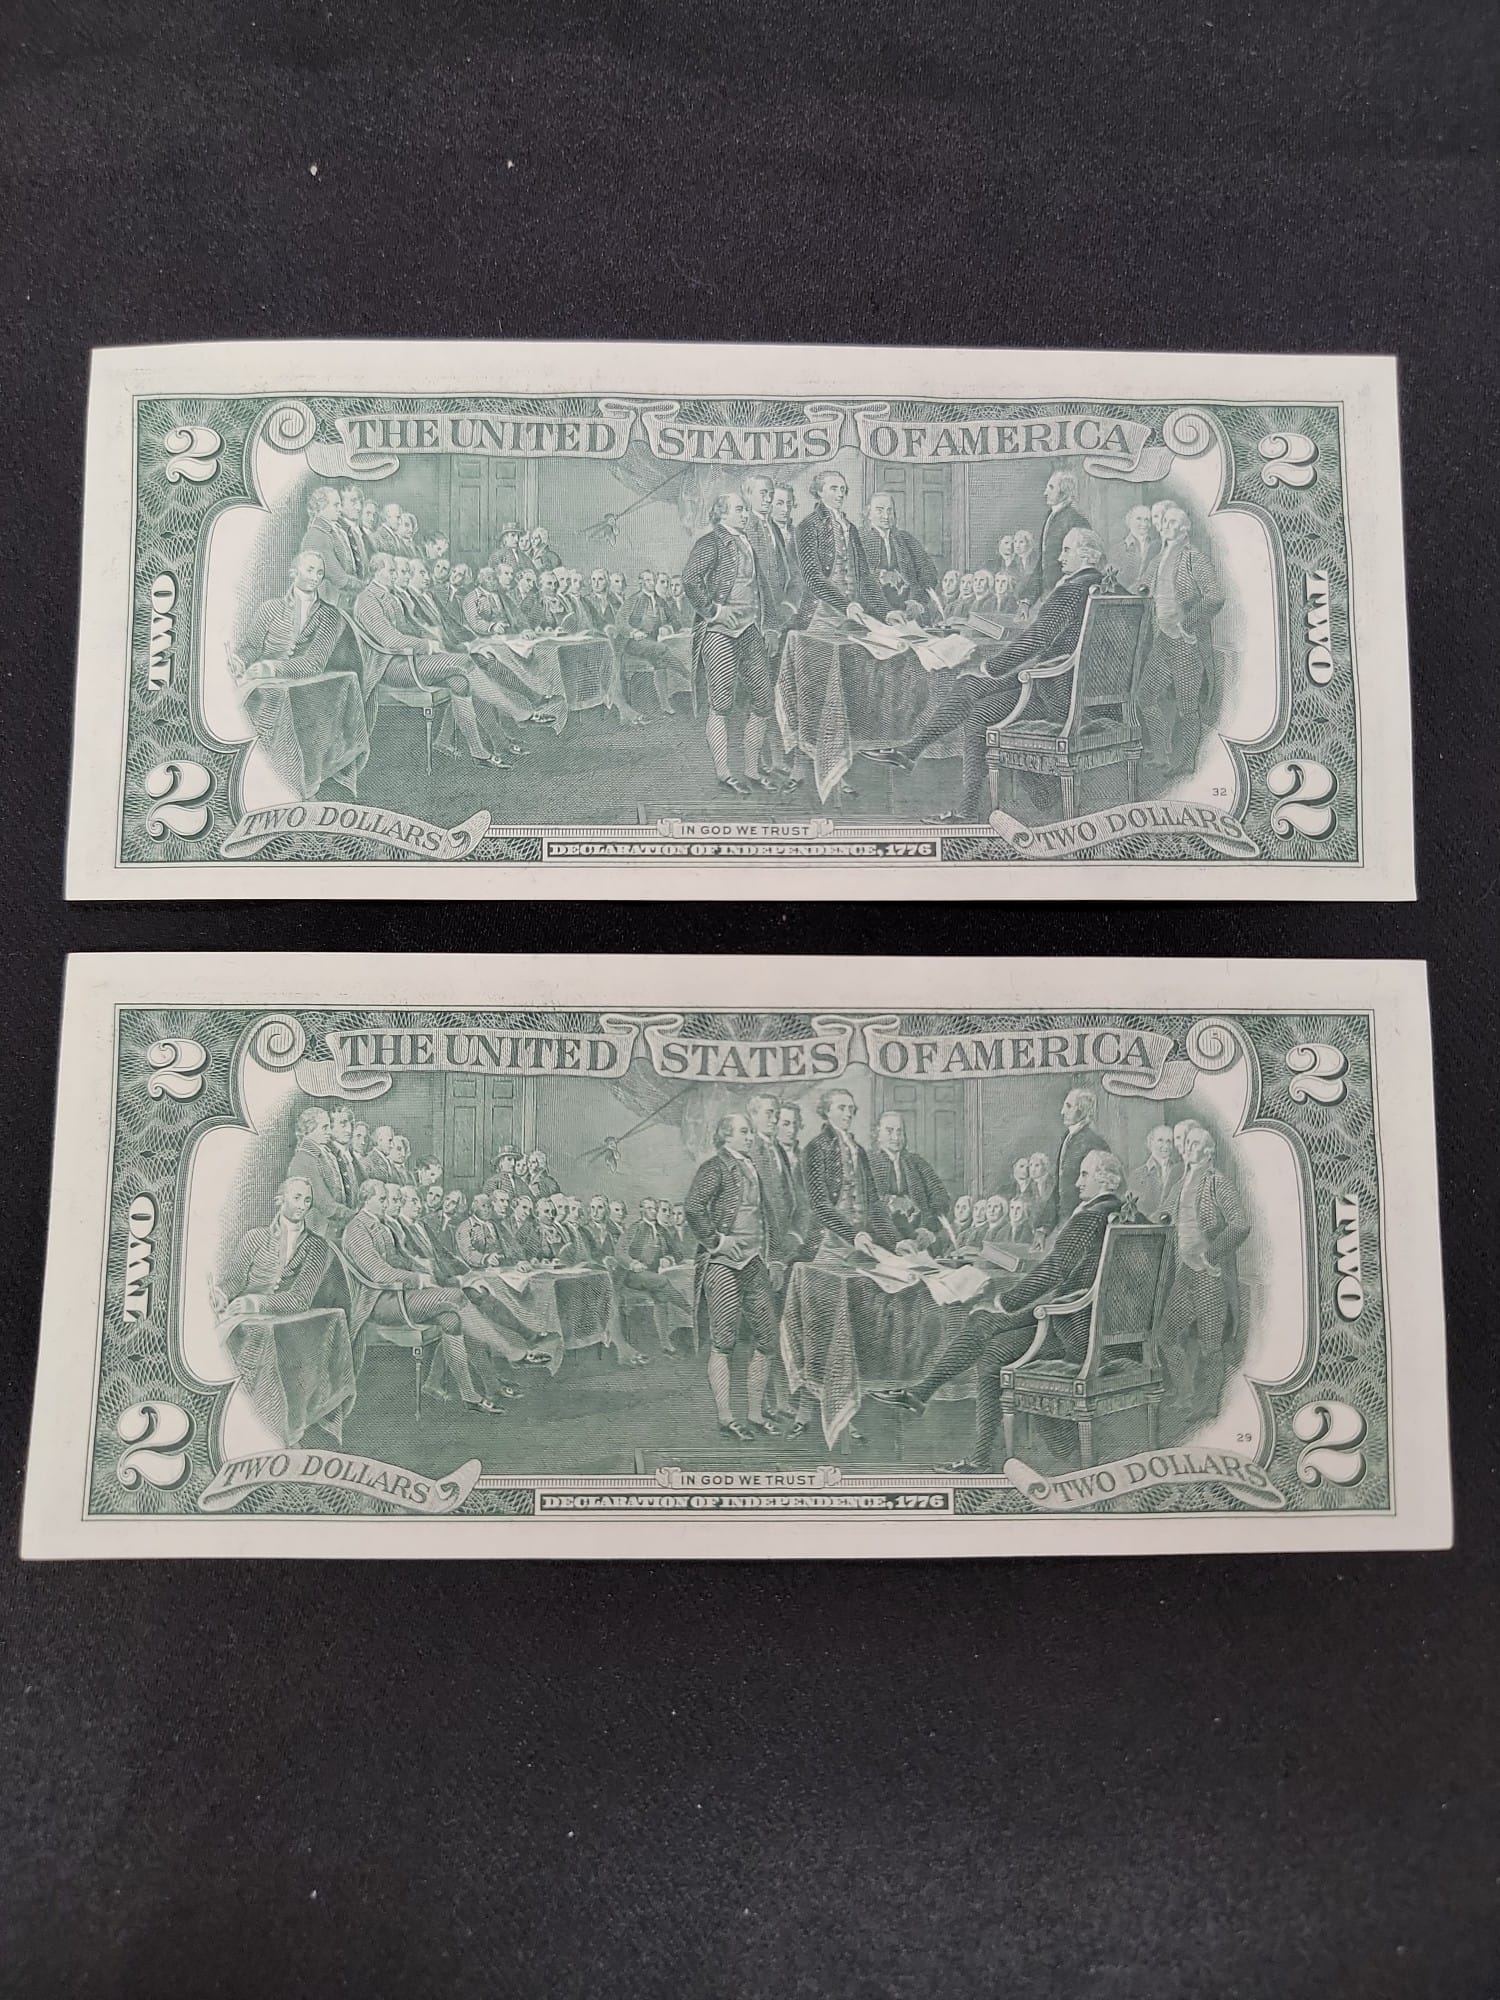 2 THE UNITED STATES OF AMERICA 2
TWO TWO
32
2 TWO DOLLARS IN GOD WE TRUST TWO DOLLARS 2
DECLARATION OF INDEPENDENCE, 1776
2 THE UNITED STATES OF AMERICA 2
TWO TWO
29
2 TWO DOLLARS IN GOD WE TRUST TWO DOLLARS 2
DECLARATION OF INDEPENDENCE, 1776